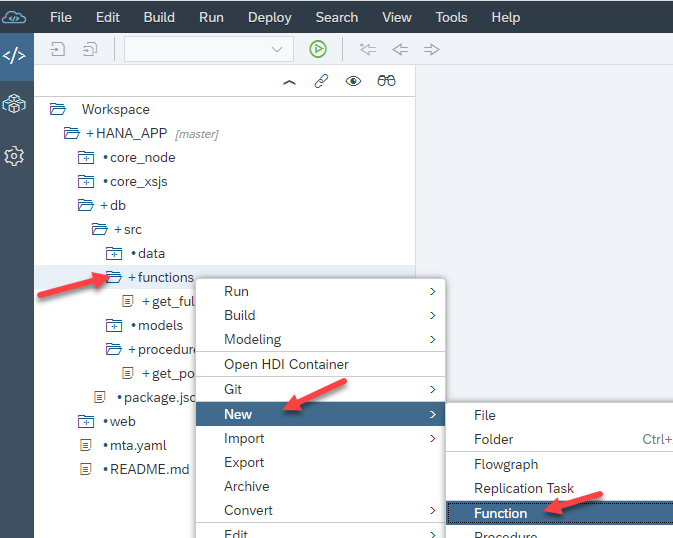 File Edit Build Run Deploy Search View Tools Help
Workspace
+HANA_APP [master]
•core_node
•core_xsjs
+db
+src
•data
+functions
+get_ful
•models
+procedure
+get_po
•package.jso
•web
•mta.yaml
•README.md
Run
Build
Modeling
Open HDI Container
Git
New
Import
Export
Archive
Convert
Edit
File
Folder Ctrl+
Flowgraph
Replication Task
Function
Procedure